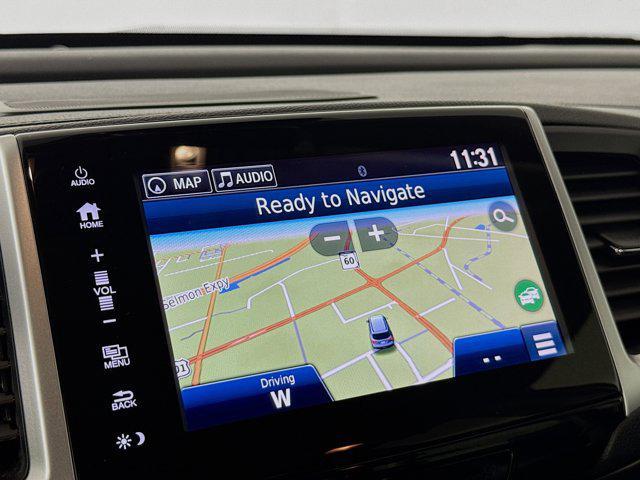 AUDIO
HOME
+
VOL
−
MENU
BACK
MAP
AUDIO
11:31
Ready to Navigate
− +
60
Selmon Expy
Driving
W
--